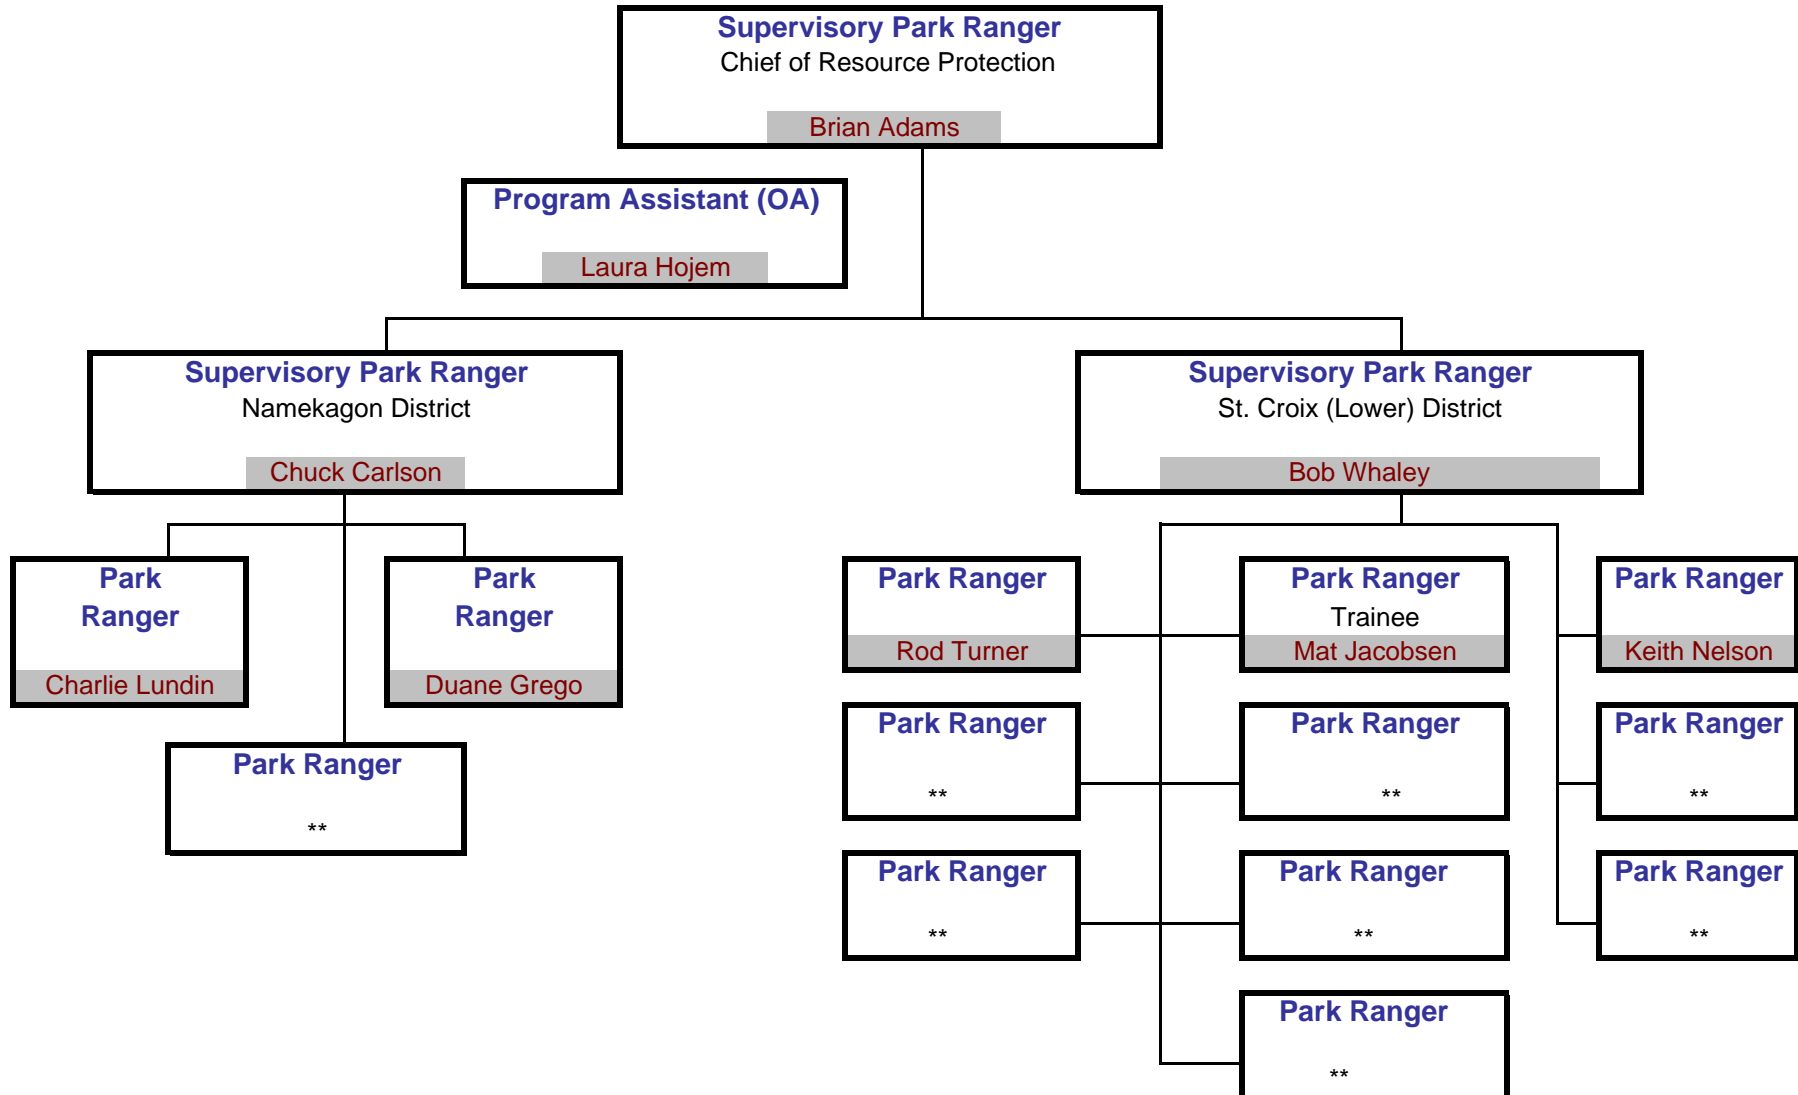 Supervisory Park Ranger
Chief of Resource Protection
Brian Adams
Program Assistant (OA)
Laura Hojem
Supervisory Park Ranger
Namekagon District
Chuck Carlson
Supervisory Park Ranger
St. Croix (Lower) District
Bob Whaley
Park
Ranger
Charlie Lundin
Park
Ranger
Duane Grego
Park Ranger
**
Park Ranger
Rod Turner
Park Ranger
Trainee
Mat Jacobsen
Park Ranger
Keith Nelson
Park Ranger
**
Park Ranger
**
Park Ranger
**
Park Ranger
**
Park Ranger
**
Park Ranger
**
Park Ranger
**